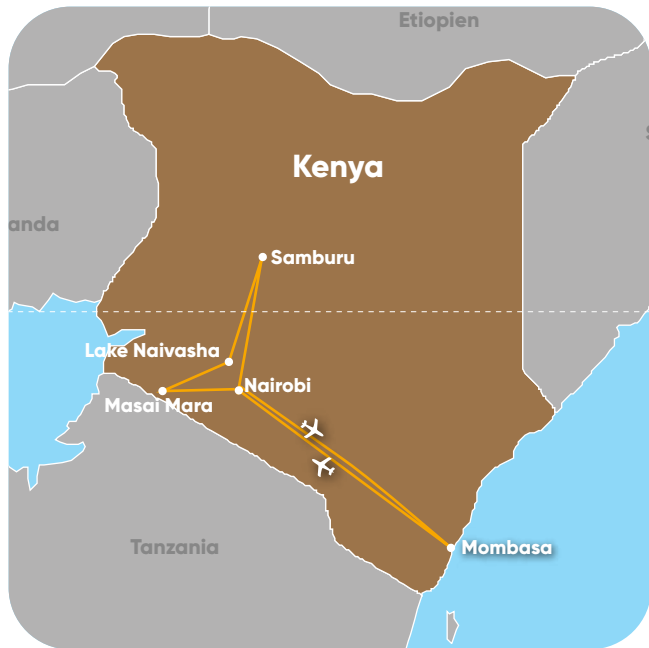 Etiopien
Kenya
anda
Samburu
Lake Naivasha
Nairobi
Masai Mara
Tanzania
Mombasa